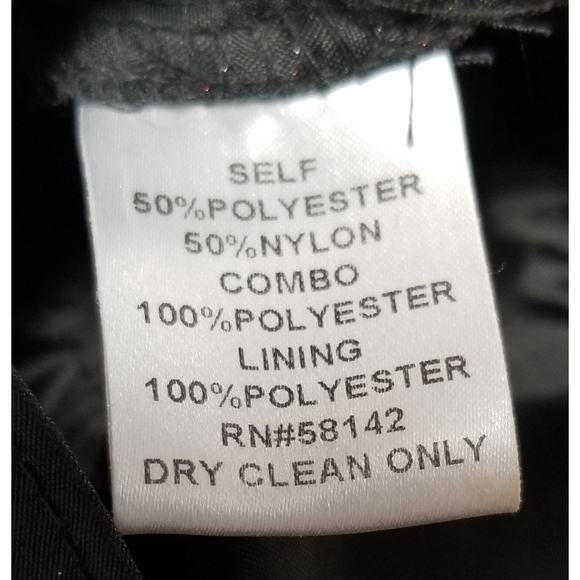 SELF
50%POLYESTER
50%NYLON
COMBO
100%POLYESTER
LINING
100%POLYESTER
RN#58142
DRY CLEAN ONLY